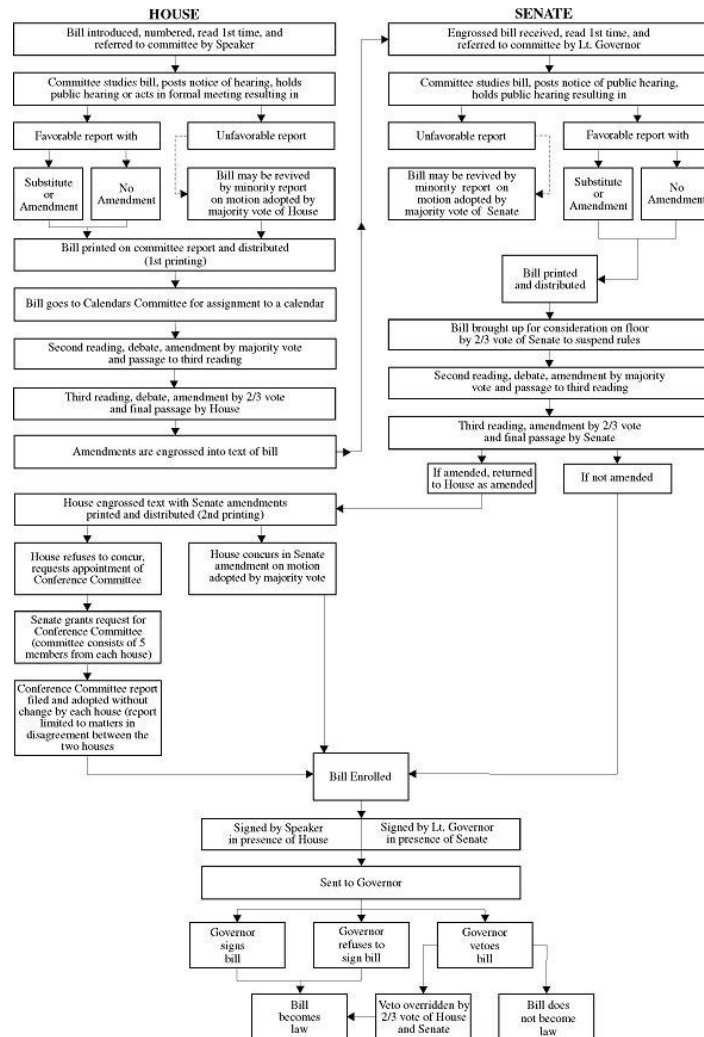 HOUSE
Bill introduced, numbered, read 1st time, and
referred to committee by Speaker
Committee studies bill, posts notice of hearing, holds
public hearing or acts in formal meeting resulting in
Favorable report with
Unfavorable report
Substitute
or
Amendment
No
Amendment
Bill may be revived
by minority report
on motion adopted by
majority vote of House
Bill printed on committee report and distributed
(1st printing)
Bill goes to Calendars Committee for assignment to a calendar
Second reading, debate, amendment by majority vote
and passage to third reading
Third reading, debate, amendment by 2/3 vote
and final passage by House
Amendments are engrossed into text of bill
SENATE
Engrossed bill received, read 1st time, and
referred to committee by Lt. Governor
Committee studies bill, posts notice of public hearing,
holds public hearing resulting in
Unfavorable report
Favorable report with
Bill may be revived by
minority report on
motion adopted by
majority vote of Senate
Substitute
or
Amendment
No
Amendment
Bill printed
and distributed
Bill brought up for consideration on floor
by 2/3 vote of Senate to suspend rules
Second reading, debate, amendment by majority
vote and passage to third reading
Third reading, amendment by 2/3 vote
and final passage by Senate
If amended, returned
to House as amended
If not amended
House engrossed text with Senate amendments
printed and distributed (2nd printing)
House refuses to concur,
requests appointment of
Conference Committee
House concurs in Senate
amendment on motion
adopted by majority vote
Senate grants request for
Conference Committee
(committee consists of 5
members from each house)
Conference Committee report
filed and adopted without
change by each house (report
limited to matters in
disagreement between the
two houses
Bill Enrolled
Signed by Speaker
in presence of House
Signed by Lt. Governor
in presence of Senate
Sent to Governor
Governor
signs
bill
Governor
refuses to
sign bill
Governor
vetoes
bill
Bill
becomes
law
Veto overridden by
2/3 vote of House
and Senate
Bill does
not become
law